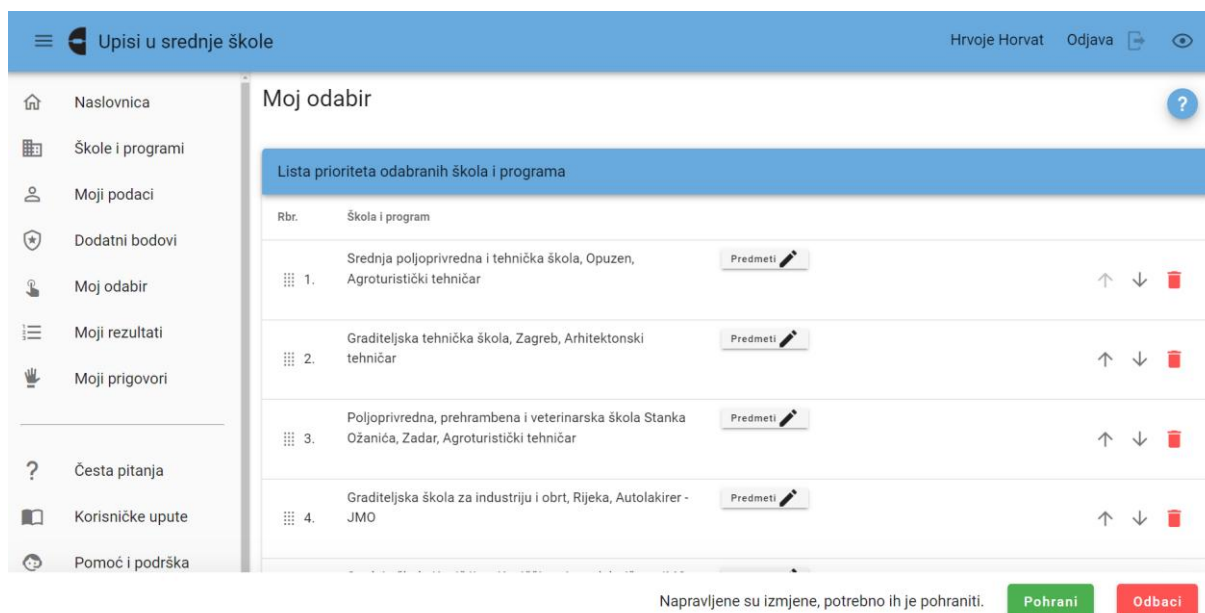 Upisi u srednje škole
Hrvoje Horvat
Odjava
Naslovnica
Škole i programi
Moji podaci
Dodatni bodovi
Moj odabir
Moji rezultati
Moji prigovori
Česta pitanja
Korisničke upute
Pomoć i podrška
Moj odabir
?
Lista prioriteta odabranih škola i programa
Rbr.
Škola i program
1.
Srednja poljoprivredna i tehnička škola, Opuzen,
Agroturistički tehničar
Predmeti
2.
Graditeljska tehnička škola, Zagreb, Arhitektonski
tehničar
Predmeti
3.
Poljoprivredna, prehrambena i veterinarska škola Stanka
Ožanića, Zadar, Agroturistički tehničar
Predmeti
4.
Graditeljska škola za industriju i obrt, Rijeka, Autolakirer -
JMO
Predmeti
Napravljene su izmjene, potrebno ih je pohraniti.
Pohrani
Odbaci